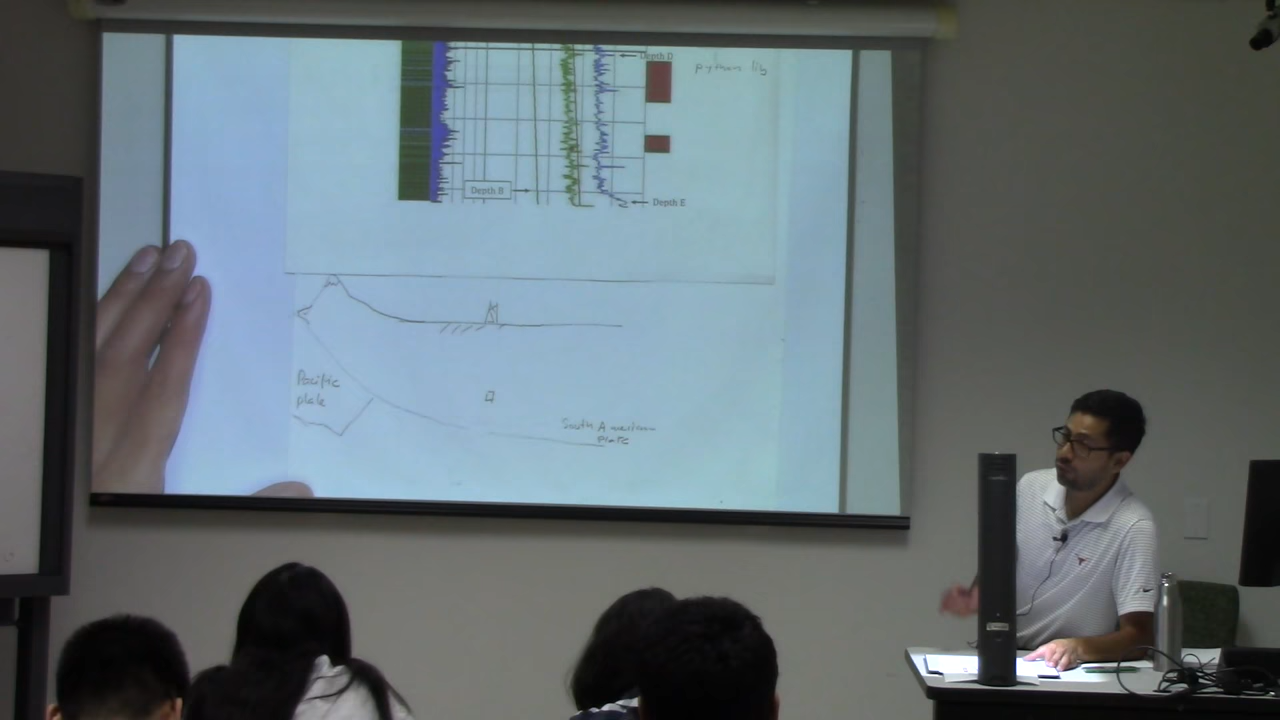 Depth D
python lib
Depth B
Depth E
Pacific
plate
South American
Plate